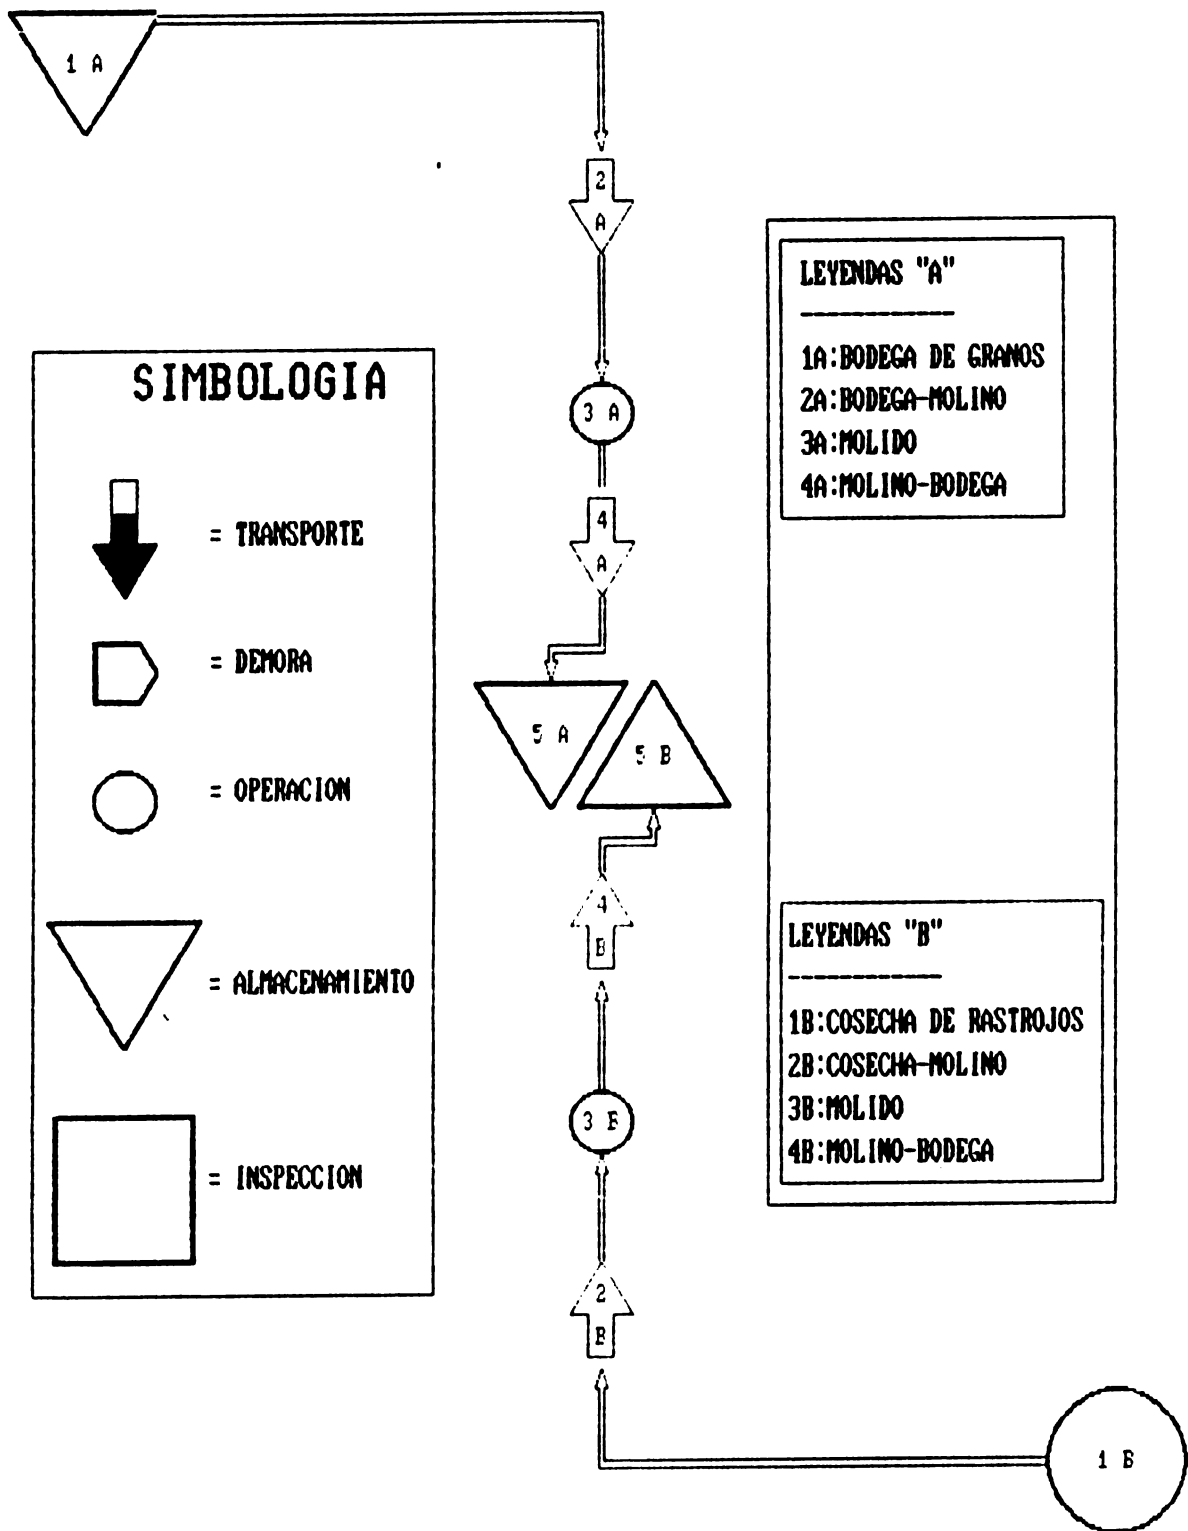 1 A
2
A
3 A
4
A
5 A
5 B
4
B
3 B
2
B
1 B
SIMBOLOGIA
= TRANSPORTE
= DEMORA
= OPERACION
= ALMACENAMIENTO
= INSPECCION
LEYENDAS "A"
-------------
1A:BODEGA DE GRANOS
2A:BODEGA-MOLINO
3A:MOLIDO
4A:MOLINO-BODEGA
LEYENDAS "B"
-------------
1B:COSECHA DE RASTROJOS
2B:COSECHA-MOLINO
3B:MOLIDO
4B:MOLINO-BODEGA